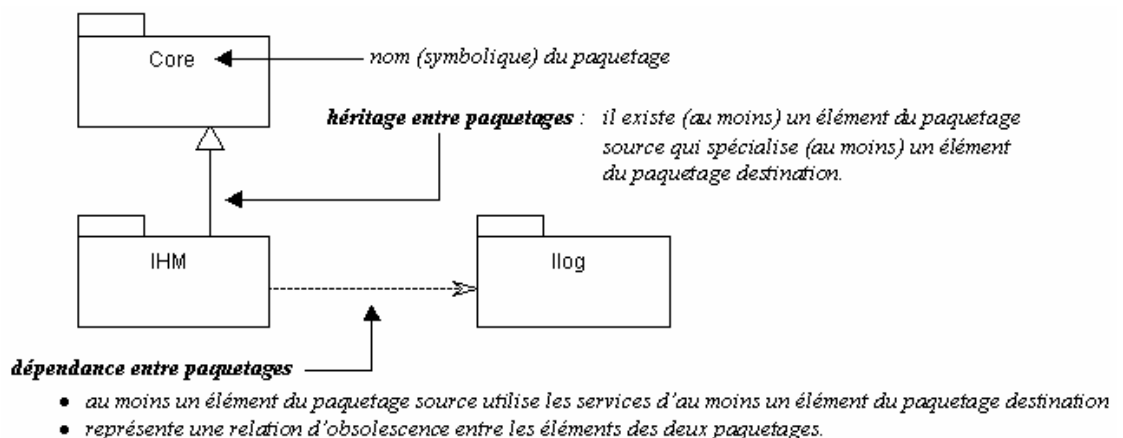 Core
nom (symbolique) du paquetage
héritage entre paquetages : il existe (au moins) un élément du paquetage
source qui spécialise (au moins) un élément
du paquetage destination.
IHM
Ilog
dépendance entre paquetages
• au moins un élément du paquetage source utilise les services d'au moins un élément du paquetage destination
• représente une relation d'obsolescence entre les éléments des deux paquetages.